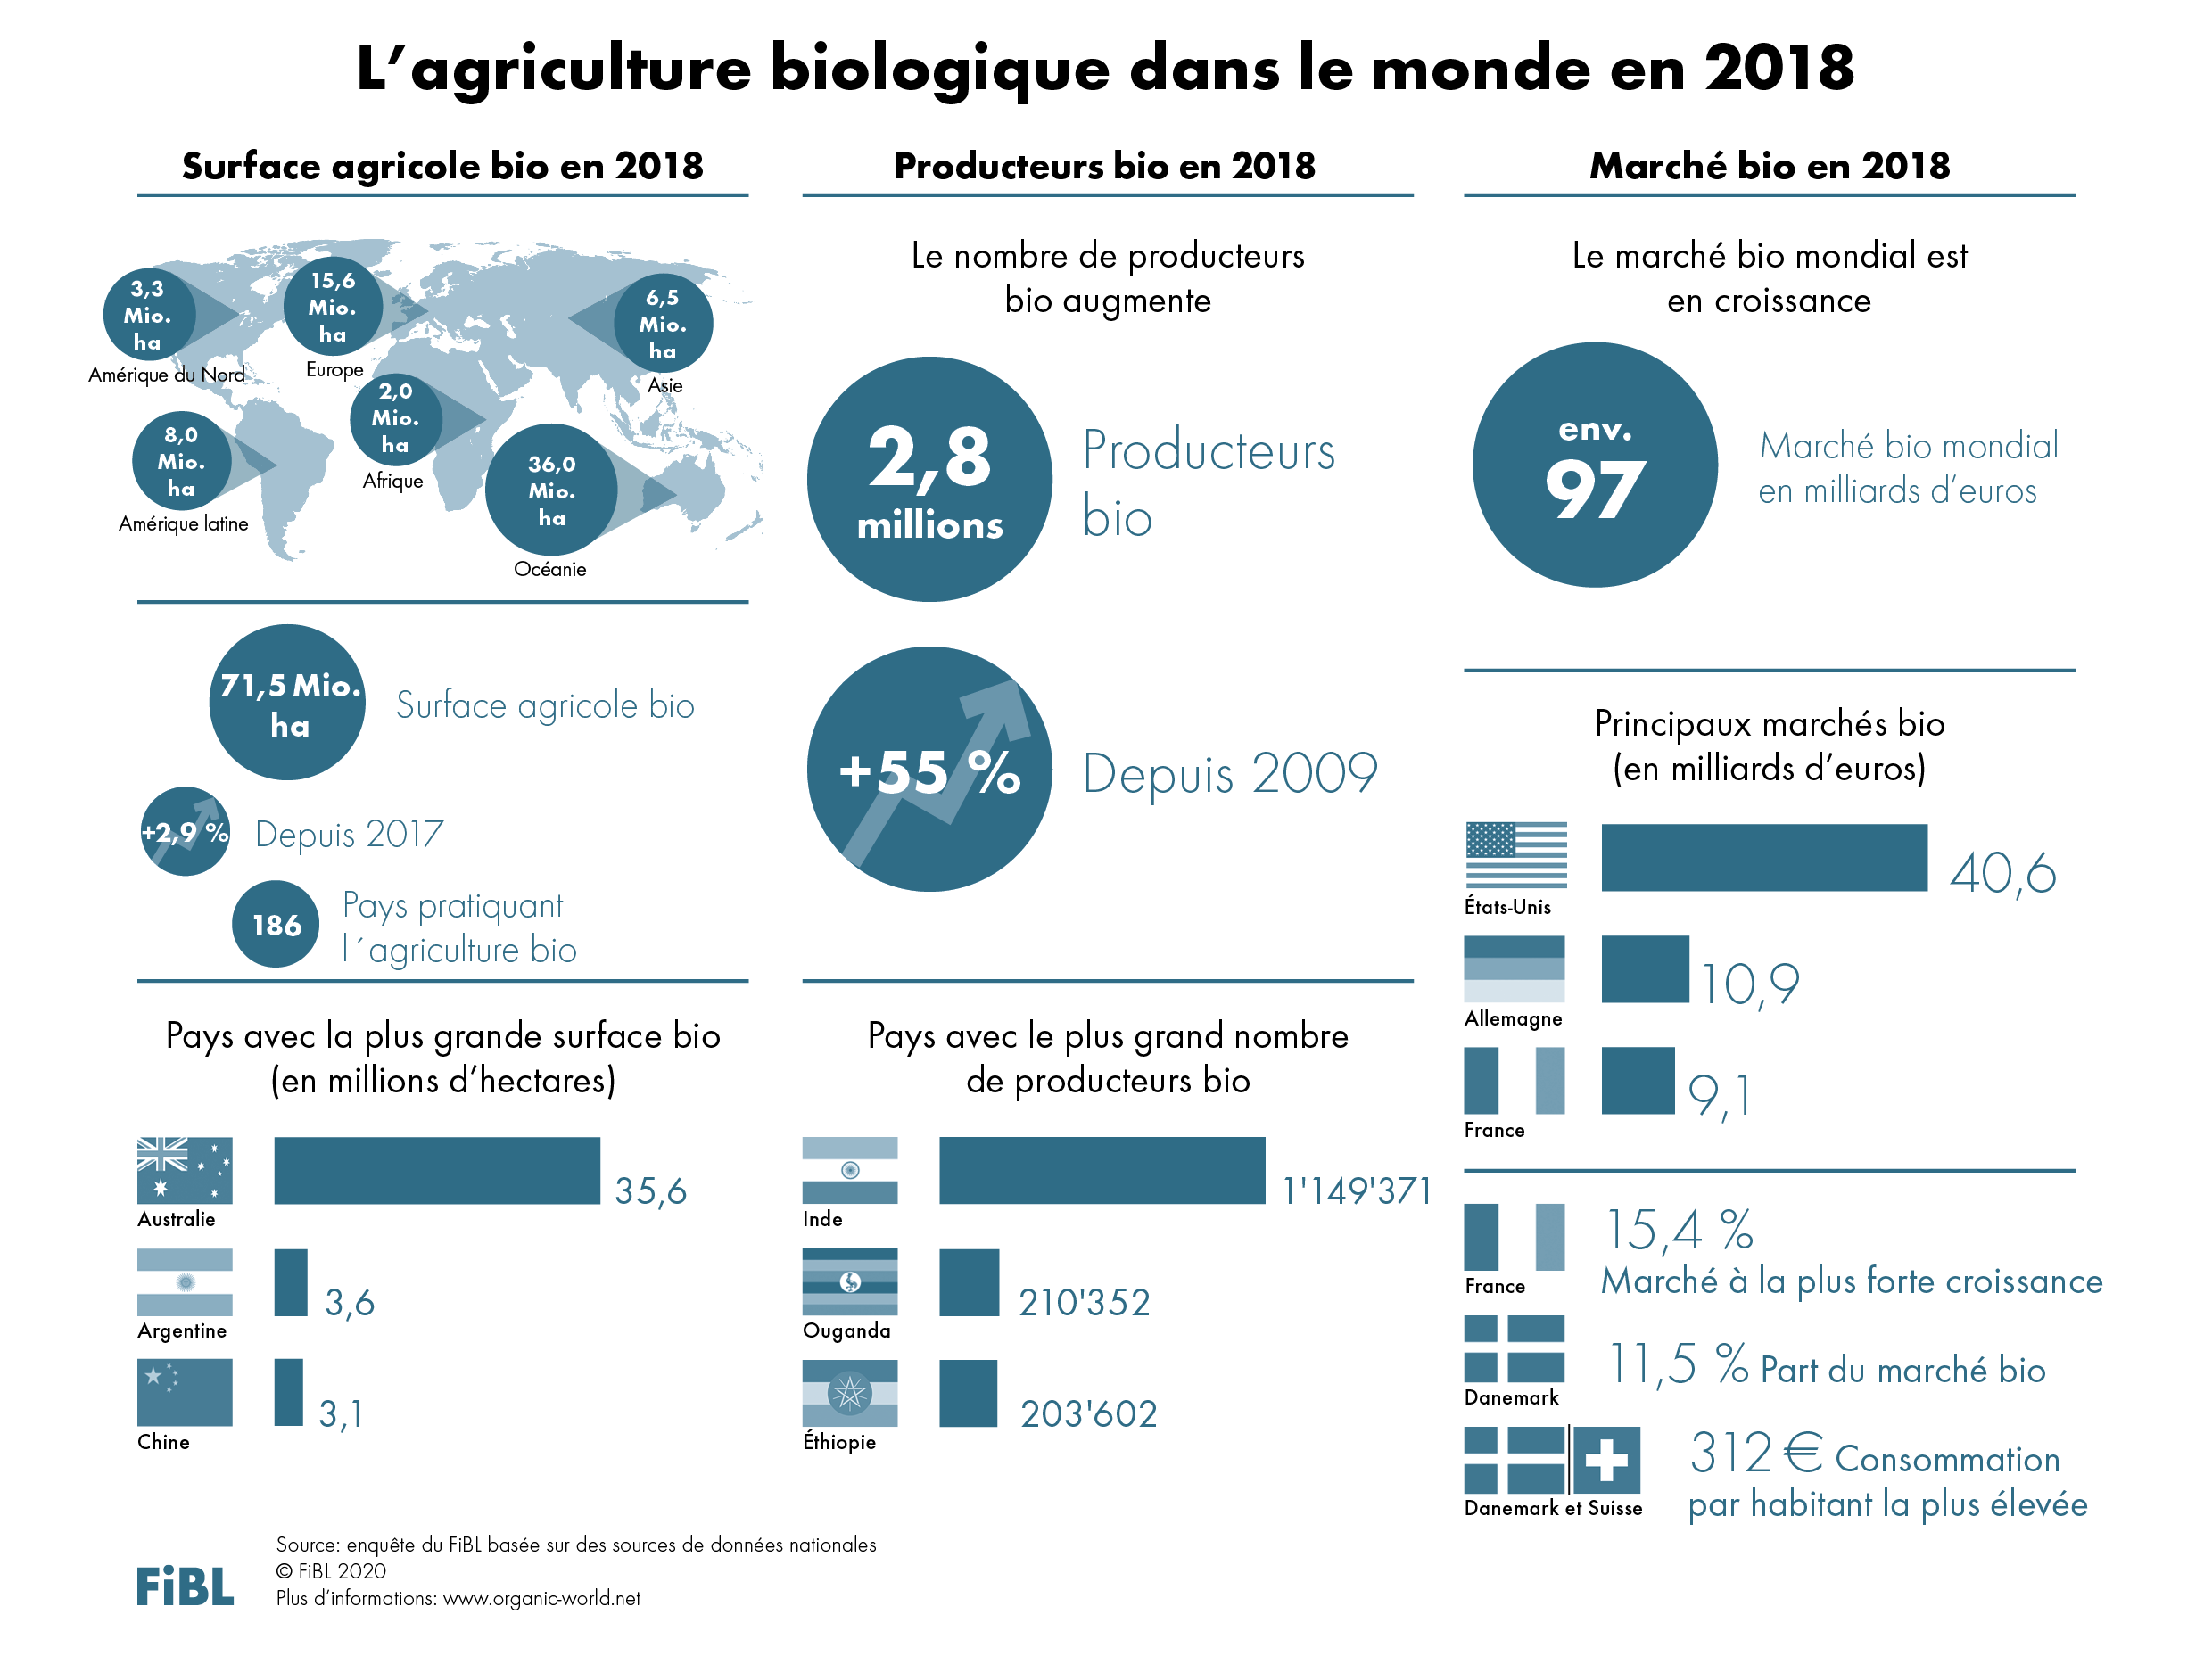 L’agriculture biologique dans le monde en 2018
Surface agricole bio en 2018
3,3
Mio.
ha
Amérique du Nord
15,6
Mio.
ha
Europe
6,5
Mio.
ha
Asie
2,0
Mio.
ha
Afrique
8,0
Mio.
ha
Amérique latine
36,0
Mio.
ha
Océanie
71,5 Mio.
ha
Surface agricole bio
+2,9 %
Depuis 2017
186
Pays pratiquant
l´agriculture bio
Pays avec la plus grande surface bio
(en millions d’hectares)
Australie
35,6
Argentine
3,6
Chine
3,1
Producteurs bio en 2018
Le nombre de producteurs
bio augmente
2,8
millions
Producteurs
bio
+55 %
Depuis 2009
Pays avec le plus grand nombre
de producteurs bio
Inde
1'149'371
Ouganda
210'352
Éthiopie
203'602
Marché bio en 2018
Le marché bio mondial est
en croissance
env.
97
Marché bio mondial
en milliards d’euros
Principaux marchés bio
(en milliards d’euros)
États-Unis
40,6
Allemagne
10,9
France
9,1
France
15,4 %
Marché à la plus forte croissance
Danemark
11,5 % Part du marché bio
Danemark et Suisse
312 € Consommation
par habitant la plus élevée
FiBL
Source: enquête du FiBL basée sur des sources de données nationales
© FiBL 2020
Plus d’informations: www.organic-world.net